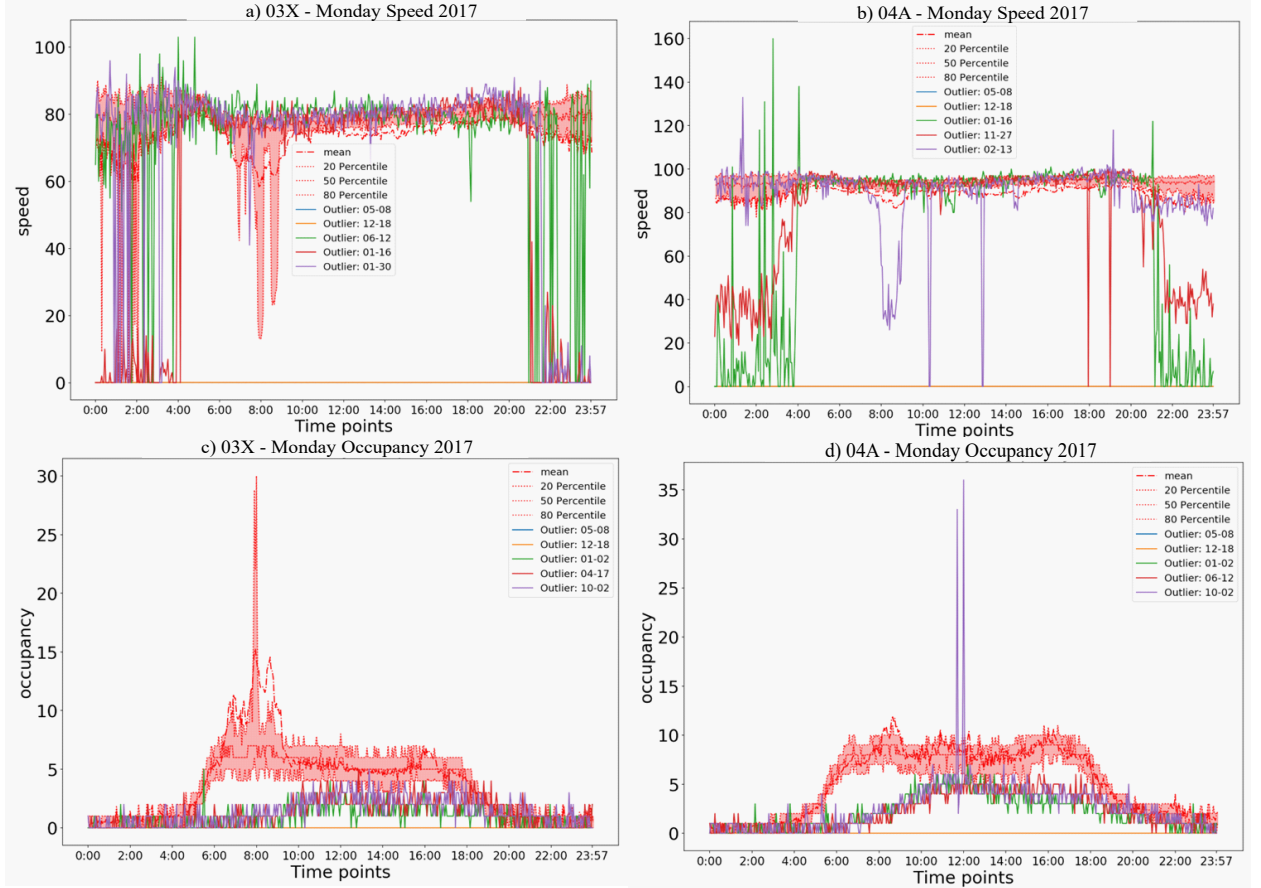 a) 03X - Monday Speed 2017
100
80
60
40
20
0
speed
mean
20 Percentile
50 Percentile
80 Percentile
Outlier: 05-08
Outlier: 12-18
Outlier: 06-12
Outlier: 01-16
Outlier: 01-30
0:00 2:00 4:00 6:00 8:00 10:00 12:00 14:00 16:00 18:00 20:00 22:00 23:57
Time points
b) 04A - Monday Speed 2017
160
140
120
100
80
60
40
20
0
speed
mean
20 Percentile
50 Percentile
80 Percentile
Outlier: 05-08
Outlier: 12-18
Outlier: 01-16
Outlier: 11-27
Outlier: 02-13
0:00 2:00 4:00 6:00 8:00 10:00 12:00 14:00 16:00 18:00 20:00 22:00 23:57
Time points
c) 03X - Monday Occupancy 2017
30
25
20
15
10
5
0
occupancy
mean
20 Percentile
50 Percentile
80 Percentile
Outlier: 05-08
Outlier: 12-18
Outlier: 01-02
Outlier: 04-17
Outlier: 10-02
0:00 2:00 4:00 6:00 8:00 10:00 12:00 14:00 16:00 18:00 20:00 22:00 23:57
Time points
d) 04A - Monday Occupancy 2017
35
30
25
20
15
10
5
0
occupancy
mean
20 Percentile
50 Percentile
80 Percentile
Outlier: 05-08
Outlier: 12-18
Outlier: 01-02
Outlier: 06-12
Outlier: 10-02
0:00 2:00 4:00 6:00 8:00 10:00 12:00 14:00 16:00 18:00 20:00 22:00 23:57
Time points